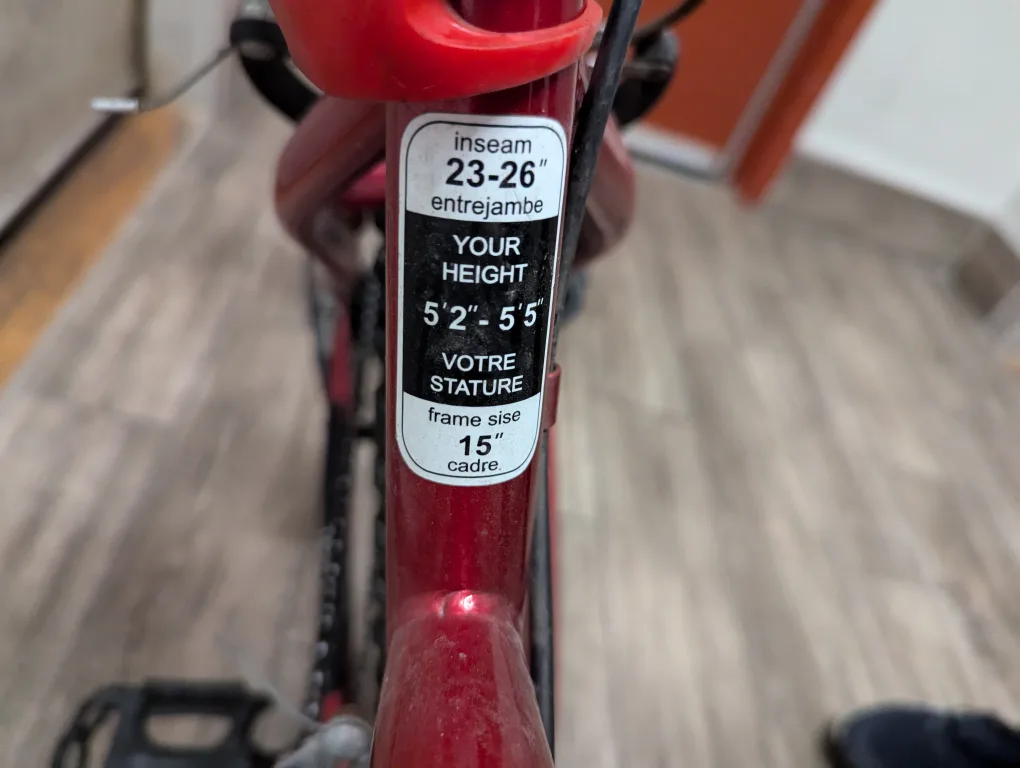 inseam
23-26"
entrejambe
YOUR
HEIGHT
5'2"- 5'5"
VOTRE
STATURE
frame sise
15"
cadre.